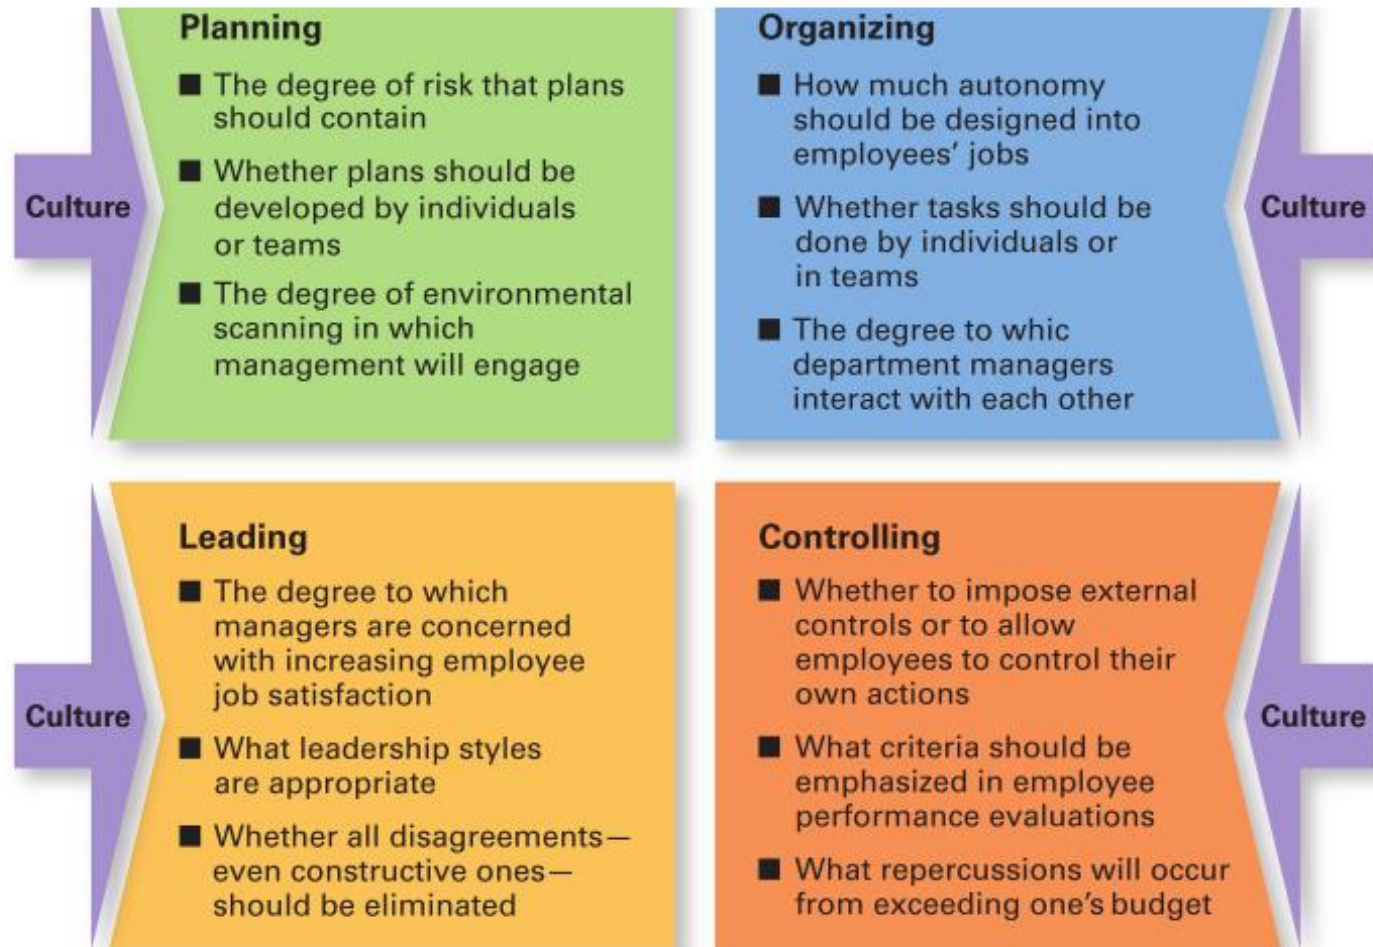 Planning
■ The degree of risk that plans
should contain
■ Whether plans should be
developed by individuals
or teams
■ The degree of environmental
scanning in which
management will engage
Culture
Organizing
■ How much autonomy
should be designed into
employees’ jobs
■ Whether tasks should be
done by individuals or
in teams
■ The degree to whic
department managers
interact with each other
Culture
Leading
■ The degree to which
managers are concerned
with increasing employee
job satisfaction
■ What leadership styles
are appropriate
■ Whether all disagreements—
even constructive ones—
should be eliminated
Culture
Controlling
■ Whether to impose external
controls or to allow
employees to control their
own actions
■ What criteria should be
emphasized in employee
performance evaluations
■ What repercussions will occur
from exceeding one’s budget
Culture